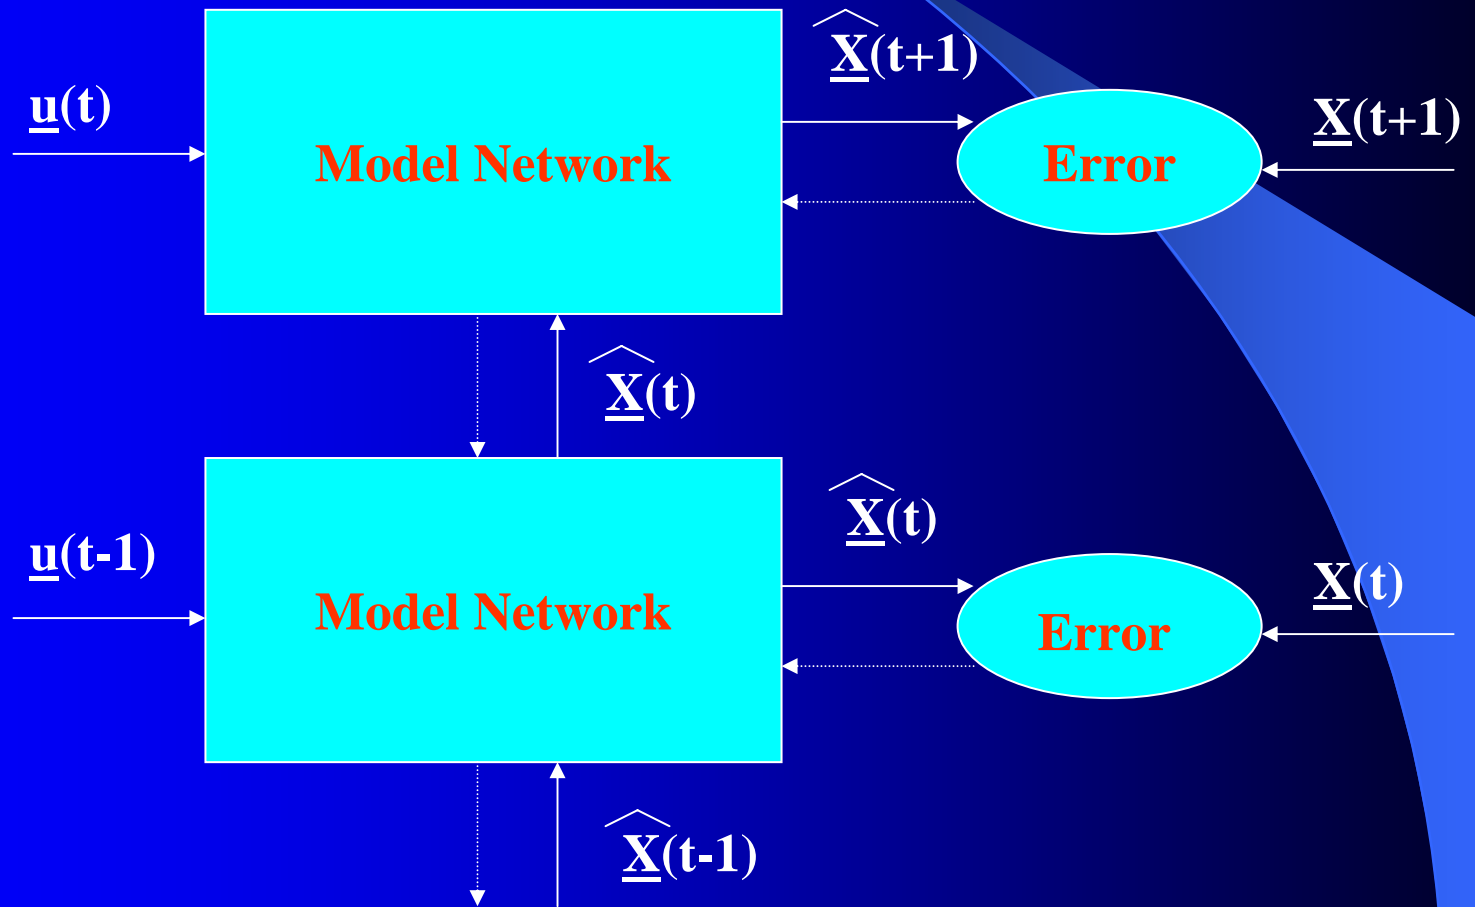 X̂(t+1)
u(t)
X(t+1)
Model Network
Error
X̂(t)
X̂(t)
u(t-1)
X(t)
Model Network
Error
X̂(t-1)